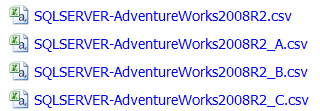 SQLSERVER-AdventureWorks2008R2.csv
SQLSERVER-AdventureWorks2008R2_A.csv
SQLSERVER-AdventureWorks2008R2_B.csv
SQLSERVER-AdventureWorks2008R2_C.csv